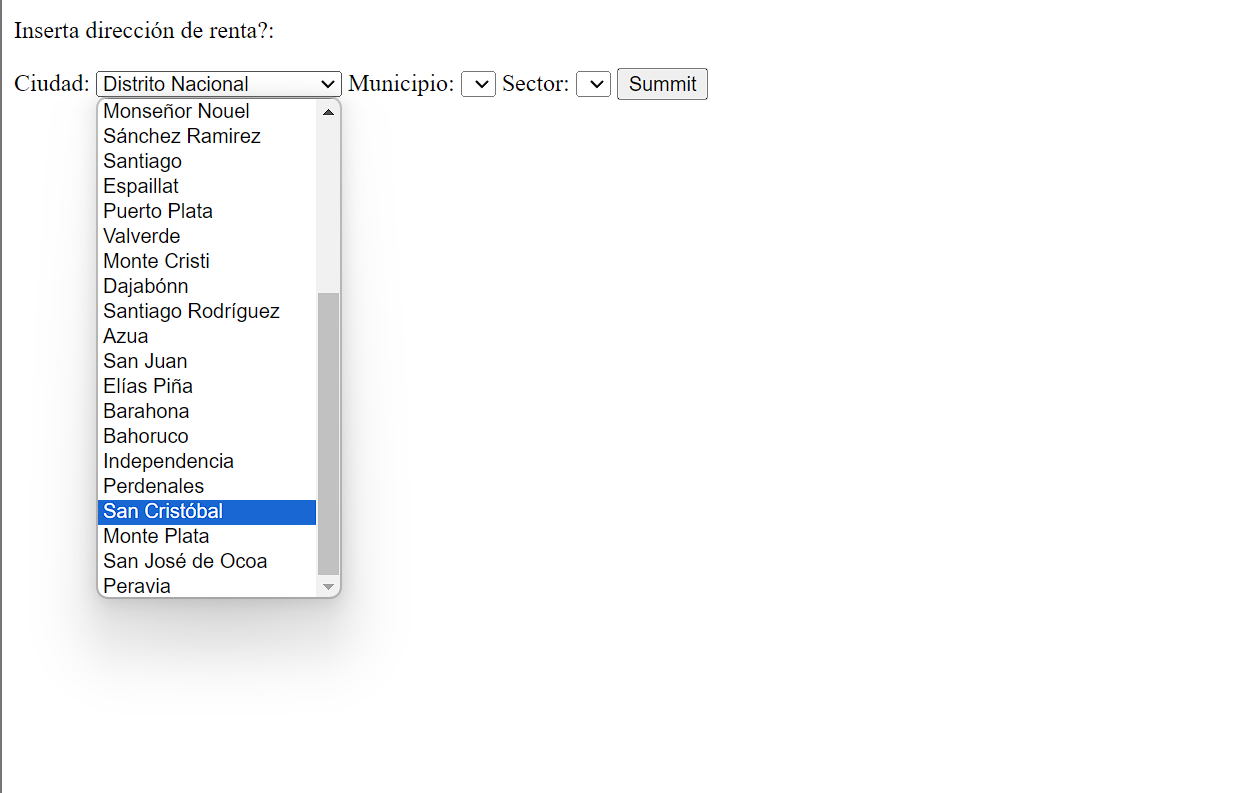 Inserta dirección de renta?:
Ciudad: Distrito Nacional Municipio: Sector: Summit
Monseñor Nouel
Sánchez Ramirez
Santiago
Espaillat
Puerto Plata
Valverde
Monte Cristi
Dajabónn
Santiago Rodríguez
Azua
San Juan
Elías Piña
Barahona
Bahoruco
Independencia
Perdenales
San Cristóbal
Monte Plata
San José de Ocoa
Peravia